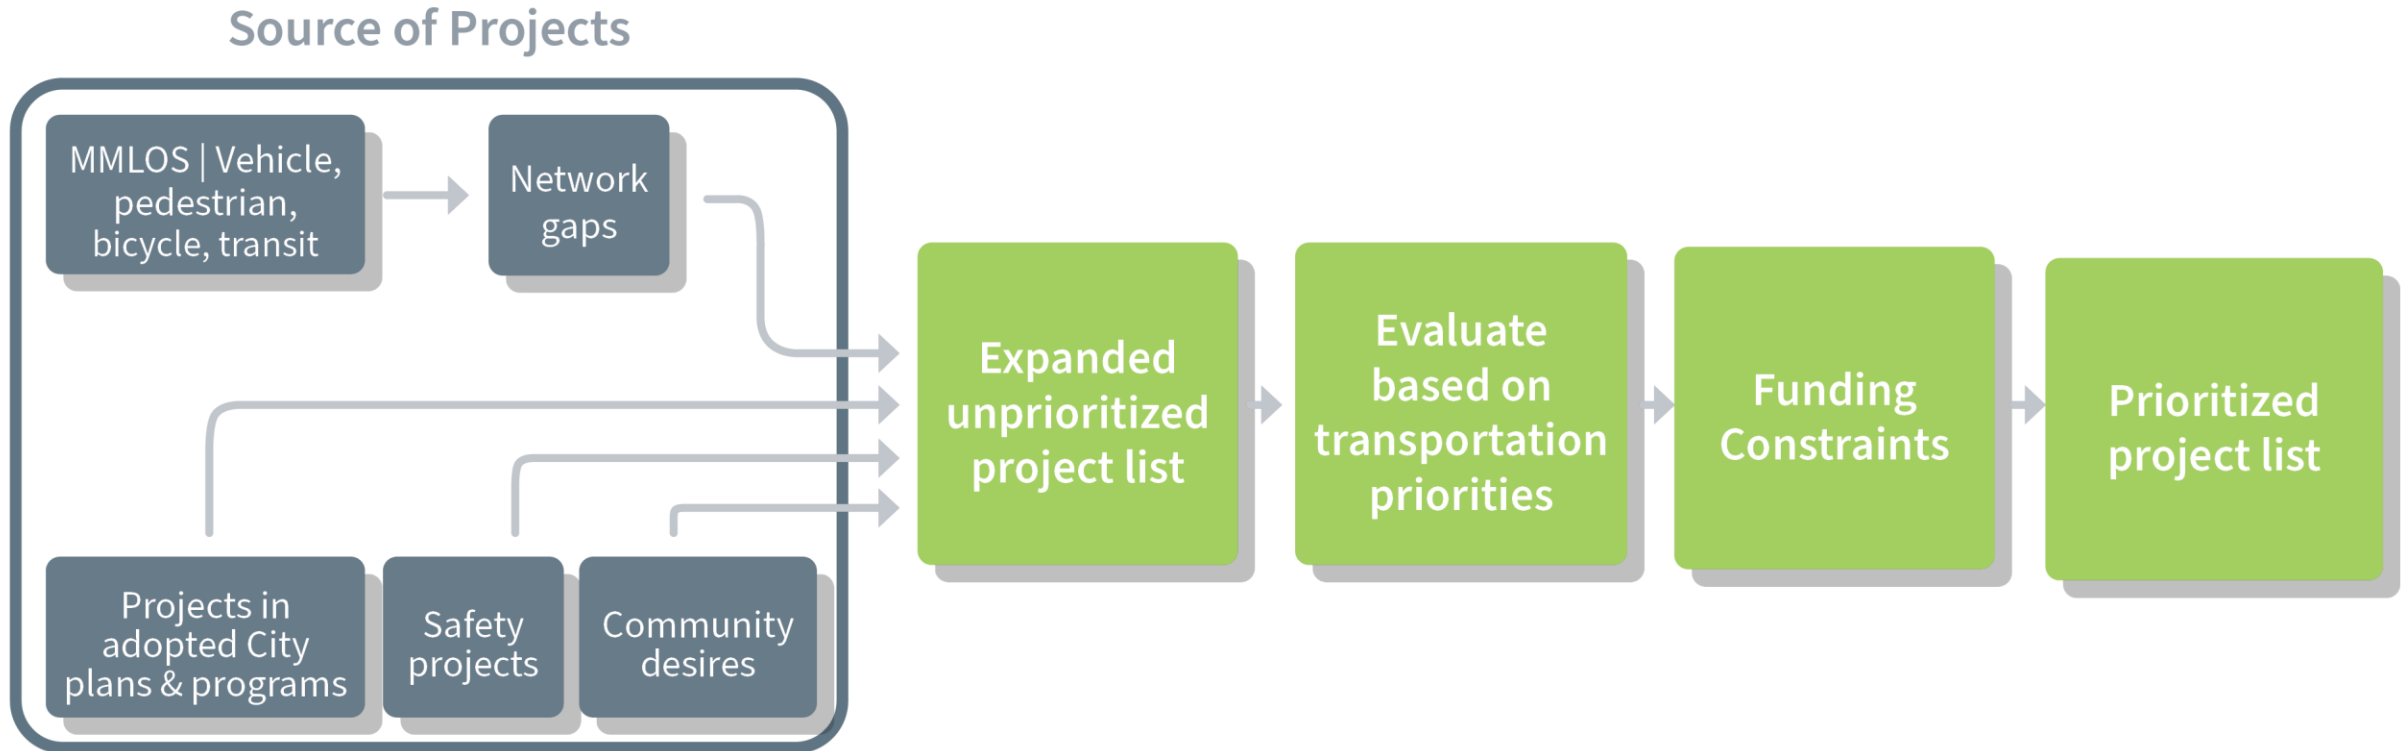 Source of Projects
MMLOS | Vehicle,
pedestrian,
bicycle, transit
Network
gaps
Projects in
adopted City
plans & programs
Safety
projects
Community
desires
Expanded
unprioritized
project list
Evaluate
based on
transportation
priorities
Funding
Constraints
Prioritized
project list